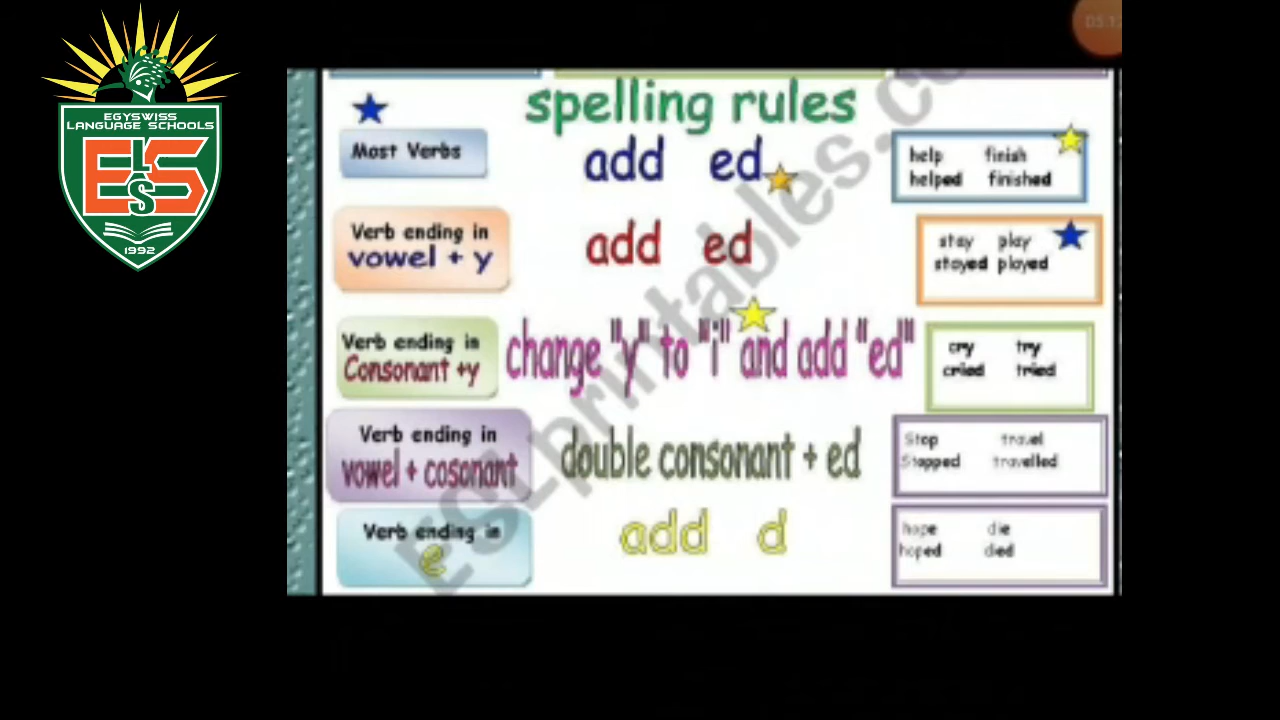 EGYSWISS
LANGUAGE SCHOOLS
ELSS
1992
spelling rules
Most Verbs
add ed
help finish
helped finished
Verb ending in
vowel + y
add ed
stay play
stayed played
Verb ending in
Consonant +y
change "y" to "i" and add "ed"
cry try
cried tried
Verb ending in
vowel + cosonant
double consonant + ed
Stop travel
Stopped travelled
Verb ending in
e
add d
hope die
hoped died
ESLprintables.co